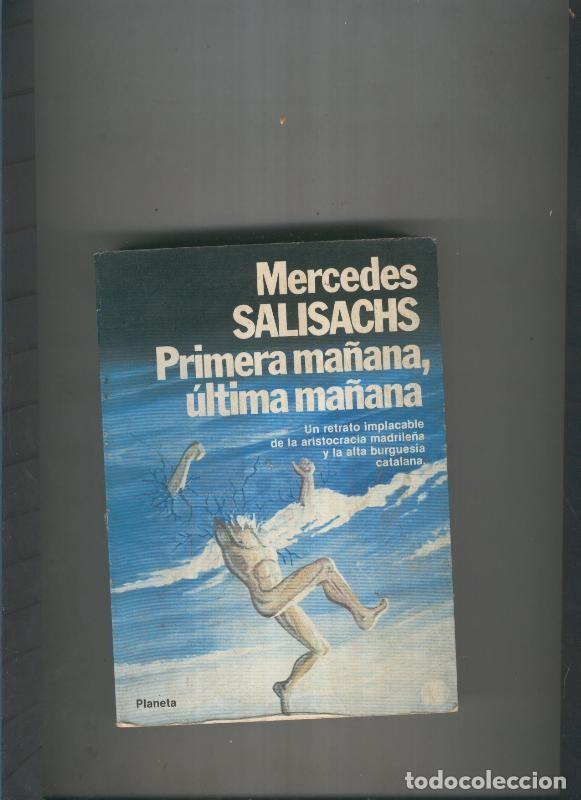 Mercedes
SALISACHS
Primera mañana,
última mañana
Un retrato implacable
de la aristocracia madrileña
y la alta burguesía
catalana.
Planeta
todocoleccion